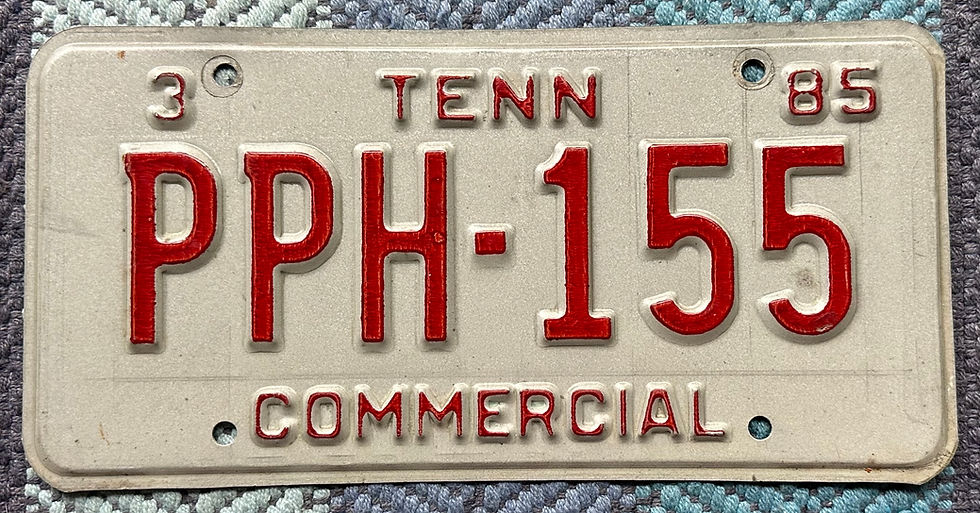 3 TENN 85
PPH-155
COMMERCIAL